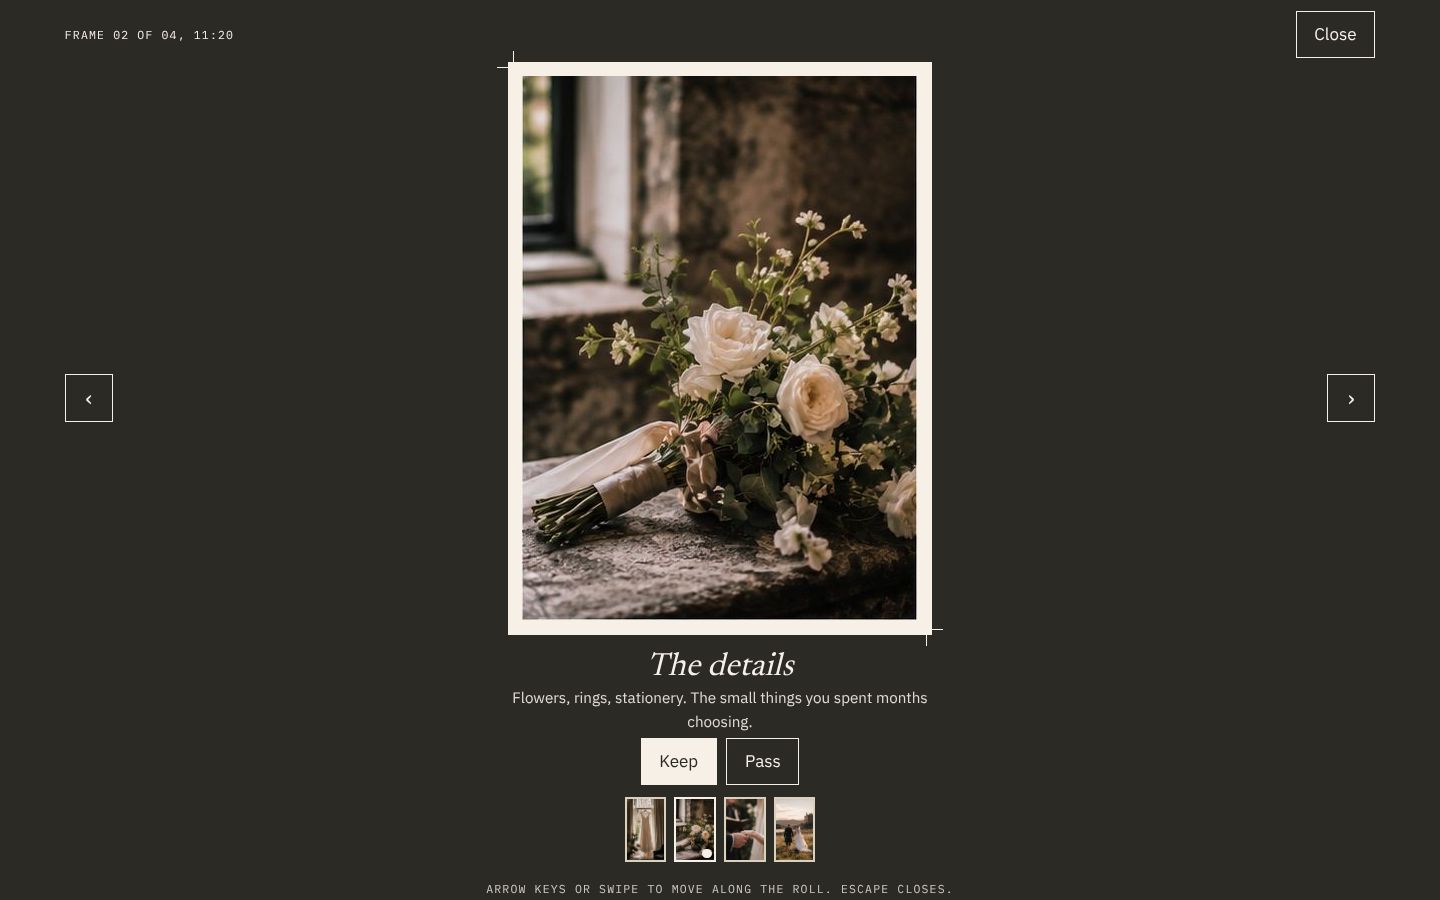 FRAME 02 OF 04, 11:20
Close
‹
›
The details
Flowers, rings, stationery. The small things you spent months
choosing.
Keep
Pass
ARROW KEYS OR SWIPE TO MOVE ALONG THE ROLL. ESCAPE CLOSES.